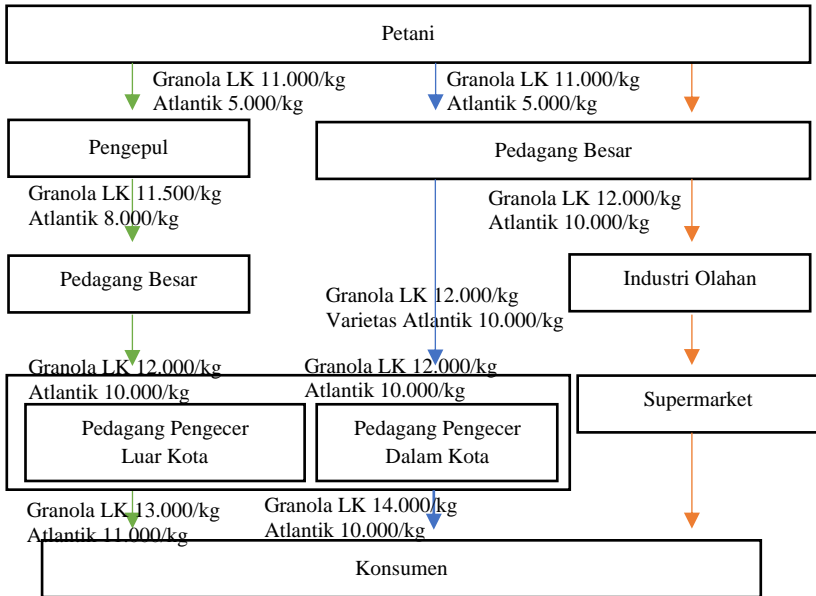 Petani
Granola LK 11.000/kg
Atlantik 5.000/kg
Granola LK 11.000/kg
Atlantik 5.000/kg
Pengepul
Pedagang Besar
Granola LK 11.500/kg
Atlantik 8.000/kg
Granola LK 12.000/kg
Atlantik 10.000/kg
Pedagang Besar
Industri Olahan
Granola LK 12.000/kg
Varietas Atlantik 10.000/kg
Granola LK 12.000/kg
Atlantik 10.000/kg
Granola LK 12.000/kg
Atlantik 10.000/kg
Supermarket
Pedagang Pengecer
Luar Kota
Pedagang Pengecer
Dalam Kota
Granola LK 13.000/kg
Atlantik 11.000/kg
Granola LK 14.000/kg
Atlantik 10.000/kg
Konsumen